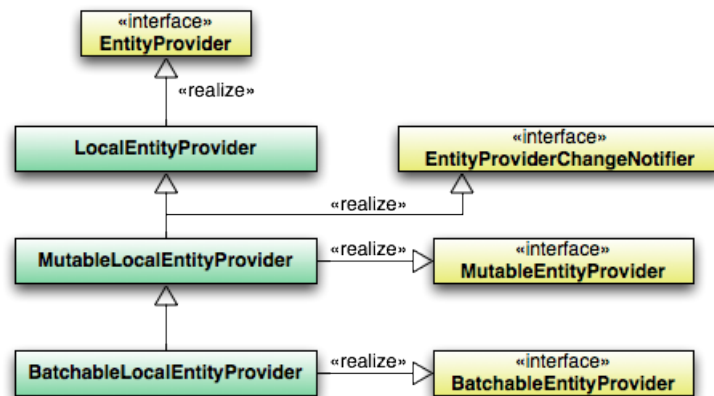 «interface»
EntityProvider
«realize»
LocalEntityProvider
«interface»
EntityProviderChangeNotifier
«realize»
MutableLocalEntityProvider
«realize»
«interface»
MutableEntityProvider
BatchableLocalEntityProvider
«realize»
«interface»
BatchableEntityProvider